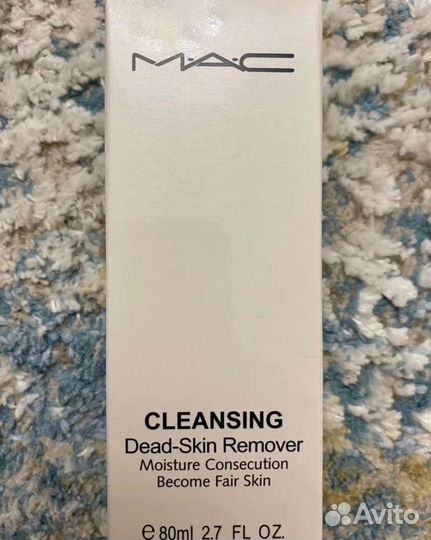 M·A·C
CLEANSING
Dead-Skin Remover
Moisture Consecution
Become Fair Skin
e 80ml 2.7 FL OZ.
Avito